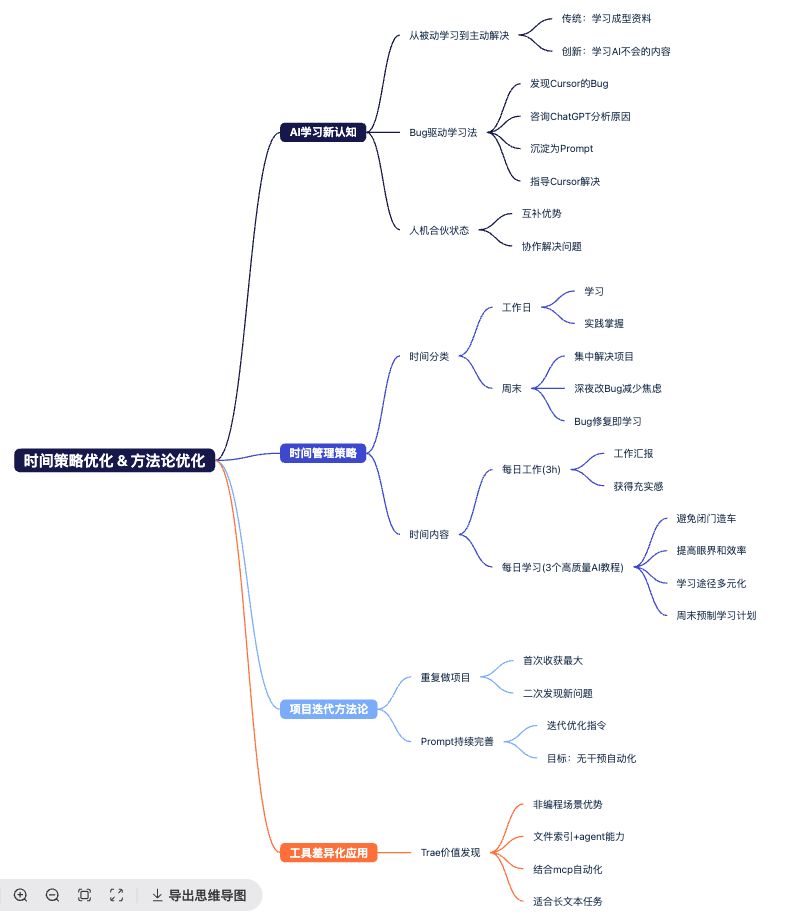 时间策略优化 & 方法论优化
AI学习新认知
从被动学习到主动解决
传统：学习成型资料
创新：学习AI不会的内容
Bug驱动学习法
发现Cursor的Bug
咨询ChatGPT分析原因
沉淀为Prompt
指导Cursor解决
人机合伙状态
互补优势
协作解决问题
时间管理策略
时间分类
工作日
学习
实践掌握
周末
集中解决项目
深夜改Bug减少焦虑
Bug修复即学习
时间内容
每日工作(3h)
工作汇报
获得充实感
每日学习(3个高质量AI教程)
避免闭门造车
提高眼界和效率
学习途径多元化
周末预制学习计划
项目迭代方法论
重复做项目
首次收获最大
二次发现新问题
Prompt持续完善
迭代优化指令
目标：无干预自动化
工具差异化应用
Trae价值发现
非编程场景优势
文件索引+agent能力
结合mcp自动化
适合长文本任务
导出思维导图